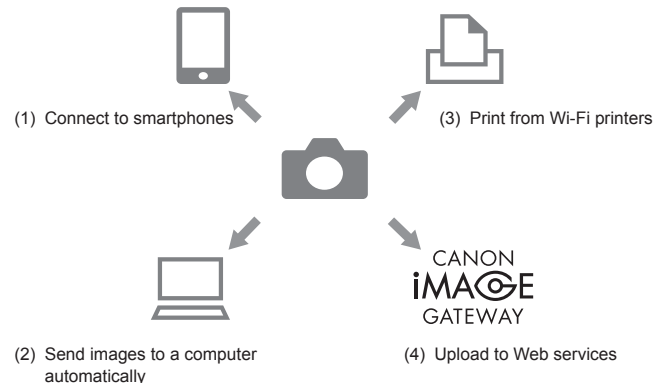 (1) Connect to smartphones
(3) Print from Wi-Fi printers
CANON
iMAGE
GATEWAY
(2) Send images to a computer
automatically
(4) Upload to Web services